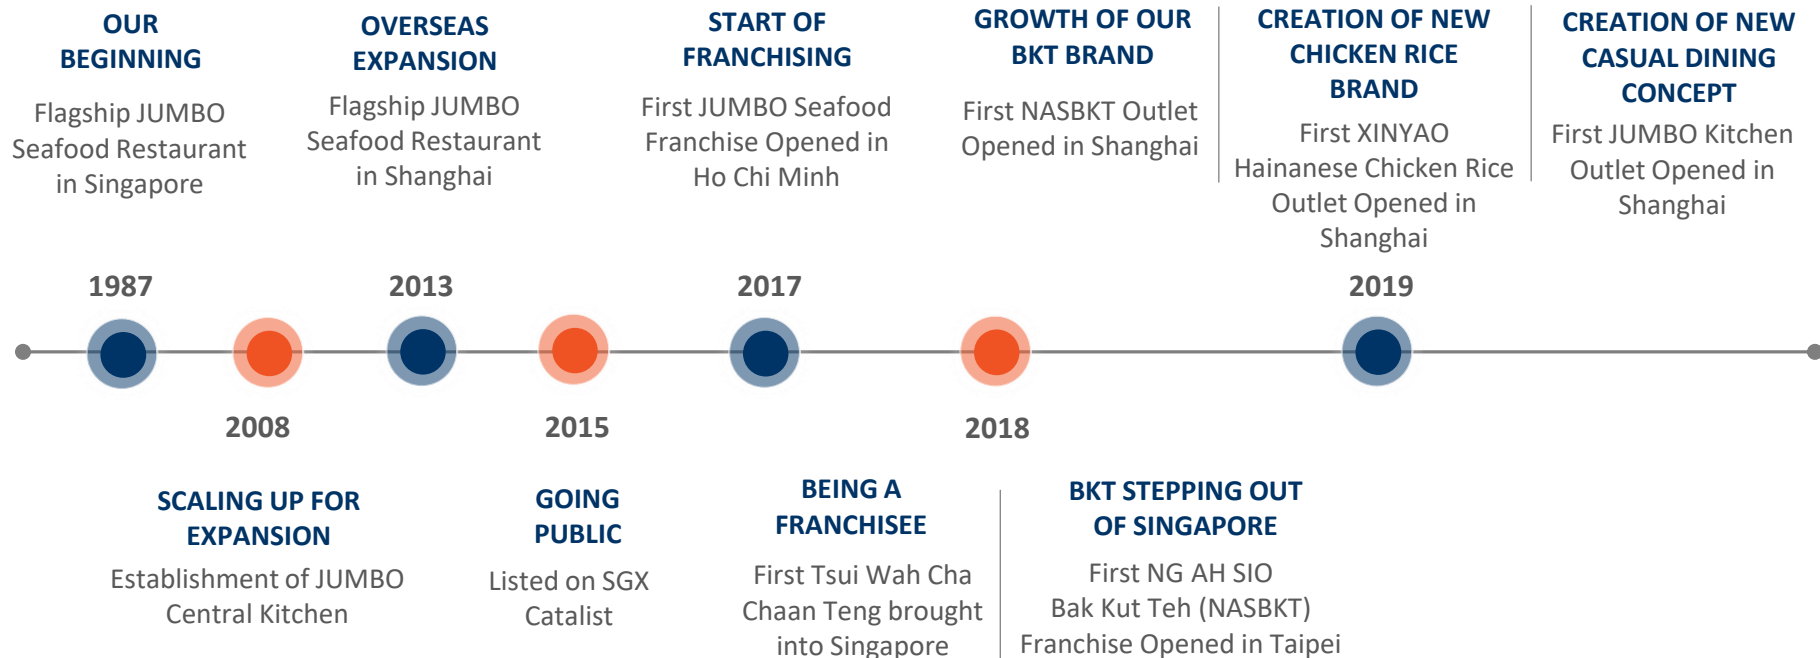 OUR
BEGINNING
Flagship JUMBO
Seafood Restaurant
in Singapore
OVERSEAS
EXPANSION
Flagship JUMBO
Seafood Restaurant
in Shanghai
START OF
FRANCHISING
First JUMBO Seafood
Franchise Opened in
Ho Chi Minh
GROWTH OF OUR
BKT BRAND
First NASBKT Outlet
Opened in Shanghai
CREATION OF NEW
CHICKEN RICE
BRAND
First XINYAO
Hainanese Chicken Rice
Outlet Opened in
Shanghai
CREATION OF NEW
CASUAL DINING
CONCEPT
First JUMBO Kitchen
Outlet Opened in
Shanghai
1987
2013
2017
2019
2008
2015
2018
SCALING UP FOR
EXPANSION
Establishment of JUMBO
Central Kitchen
GOING
PUBLIC
Listed on SGX
Catalist
BEING A
FRANCHISEE
First Tsui Wah Cha
Chaan Teng brought
into Singapore
BKT STEPPING OUT
OF SINGAPORE
First NG AH SIO
Bak Kut Teh (NASBKT)
Franchise Opened in Taipei